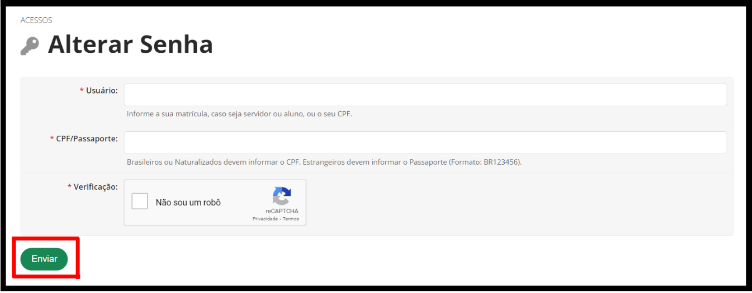 ACESSOS
Alterar Senha
* Usuário:
Informe a sua matrícula, caso seja servidor ou aluno, ou o seu CPF.
* CPF/Passaporte:
Brasileiros ou Naturalizados devem informar o CPF. Estrangeiros devem informar o Passaporte (Formato: BR123456).
* Verificação:
Não sou um robô
reCAPTCHA
Privacidade - Termos
Enviar